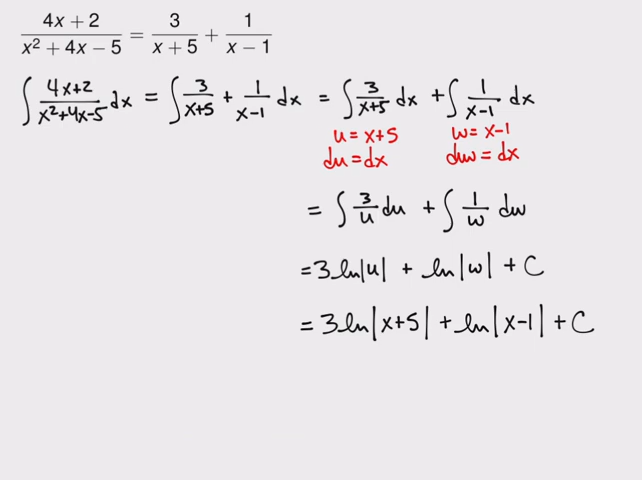 (4x + 2)/(x² + 4x − 5) = 3/(x + 5) + 1/(x − 1)
∫ (4x+2)/(x²+4x-5) dx = ∫ 3/(x+5) + 1/(x-1) dx = ∫ 3/(x+5) dx + ∫ 1/(x-1) dx
u = x+5 w = x-1
du = dx dw = dx
= ∫ 3/u du + ∫ 1/w dw
= 3 ln|u| + ln|w| + C
= 3 ln|x+5| + ln|x-1| + C